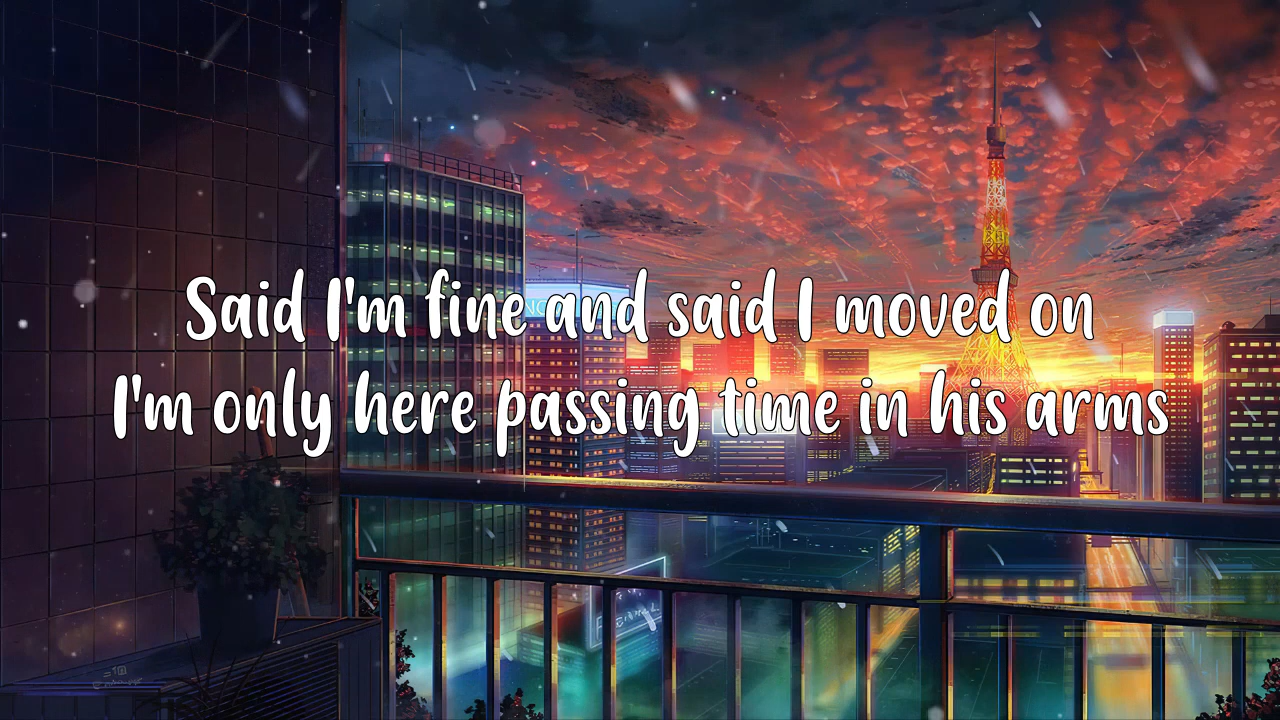 Said I'm fine and said I moved on
I'm only here passing time in his arms